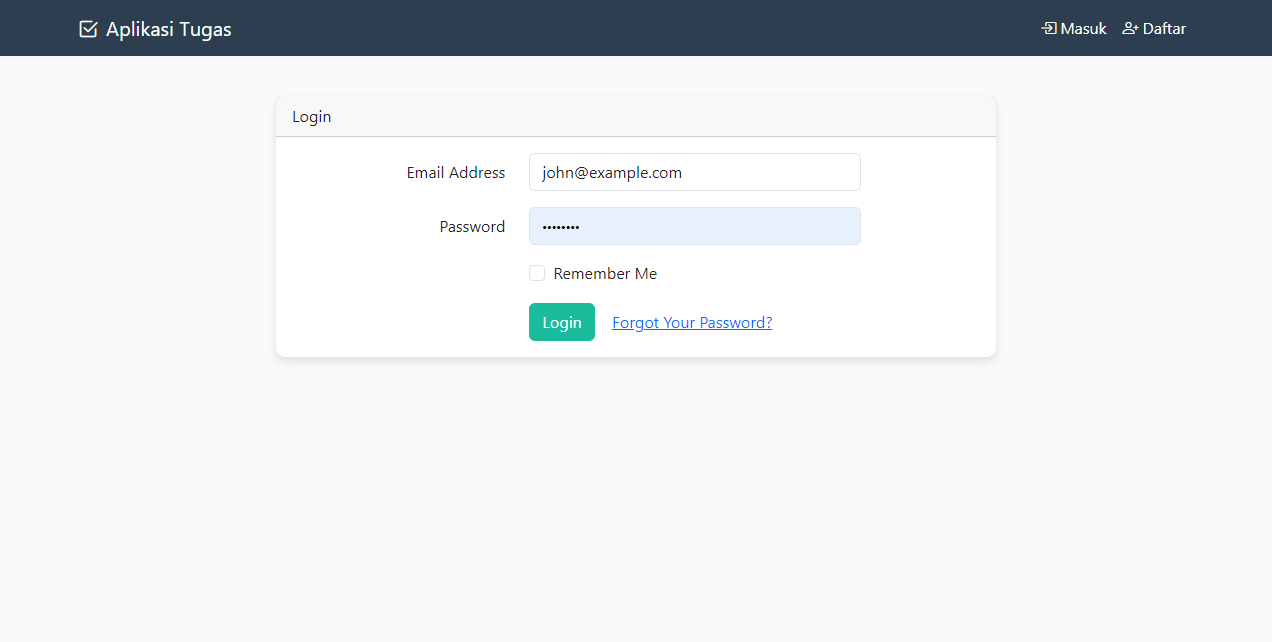 Aplikasi Tugas
Masuk Daftar
Login
Email Address john@example.com
Password ••••••••
Remember Me
Login Forgot Your Password?